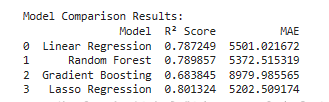 Model Comparison Results:
Model R² Score MAE
0 Linear Regression 0.787249 5501.021672
1 Random Forest 0.789857 5372.515319
2 Gradient Boosting 0.683845 8979.985565
3 Lasso Regression 0.801324 5202.509174